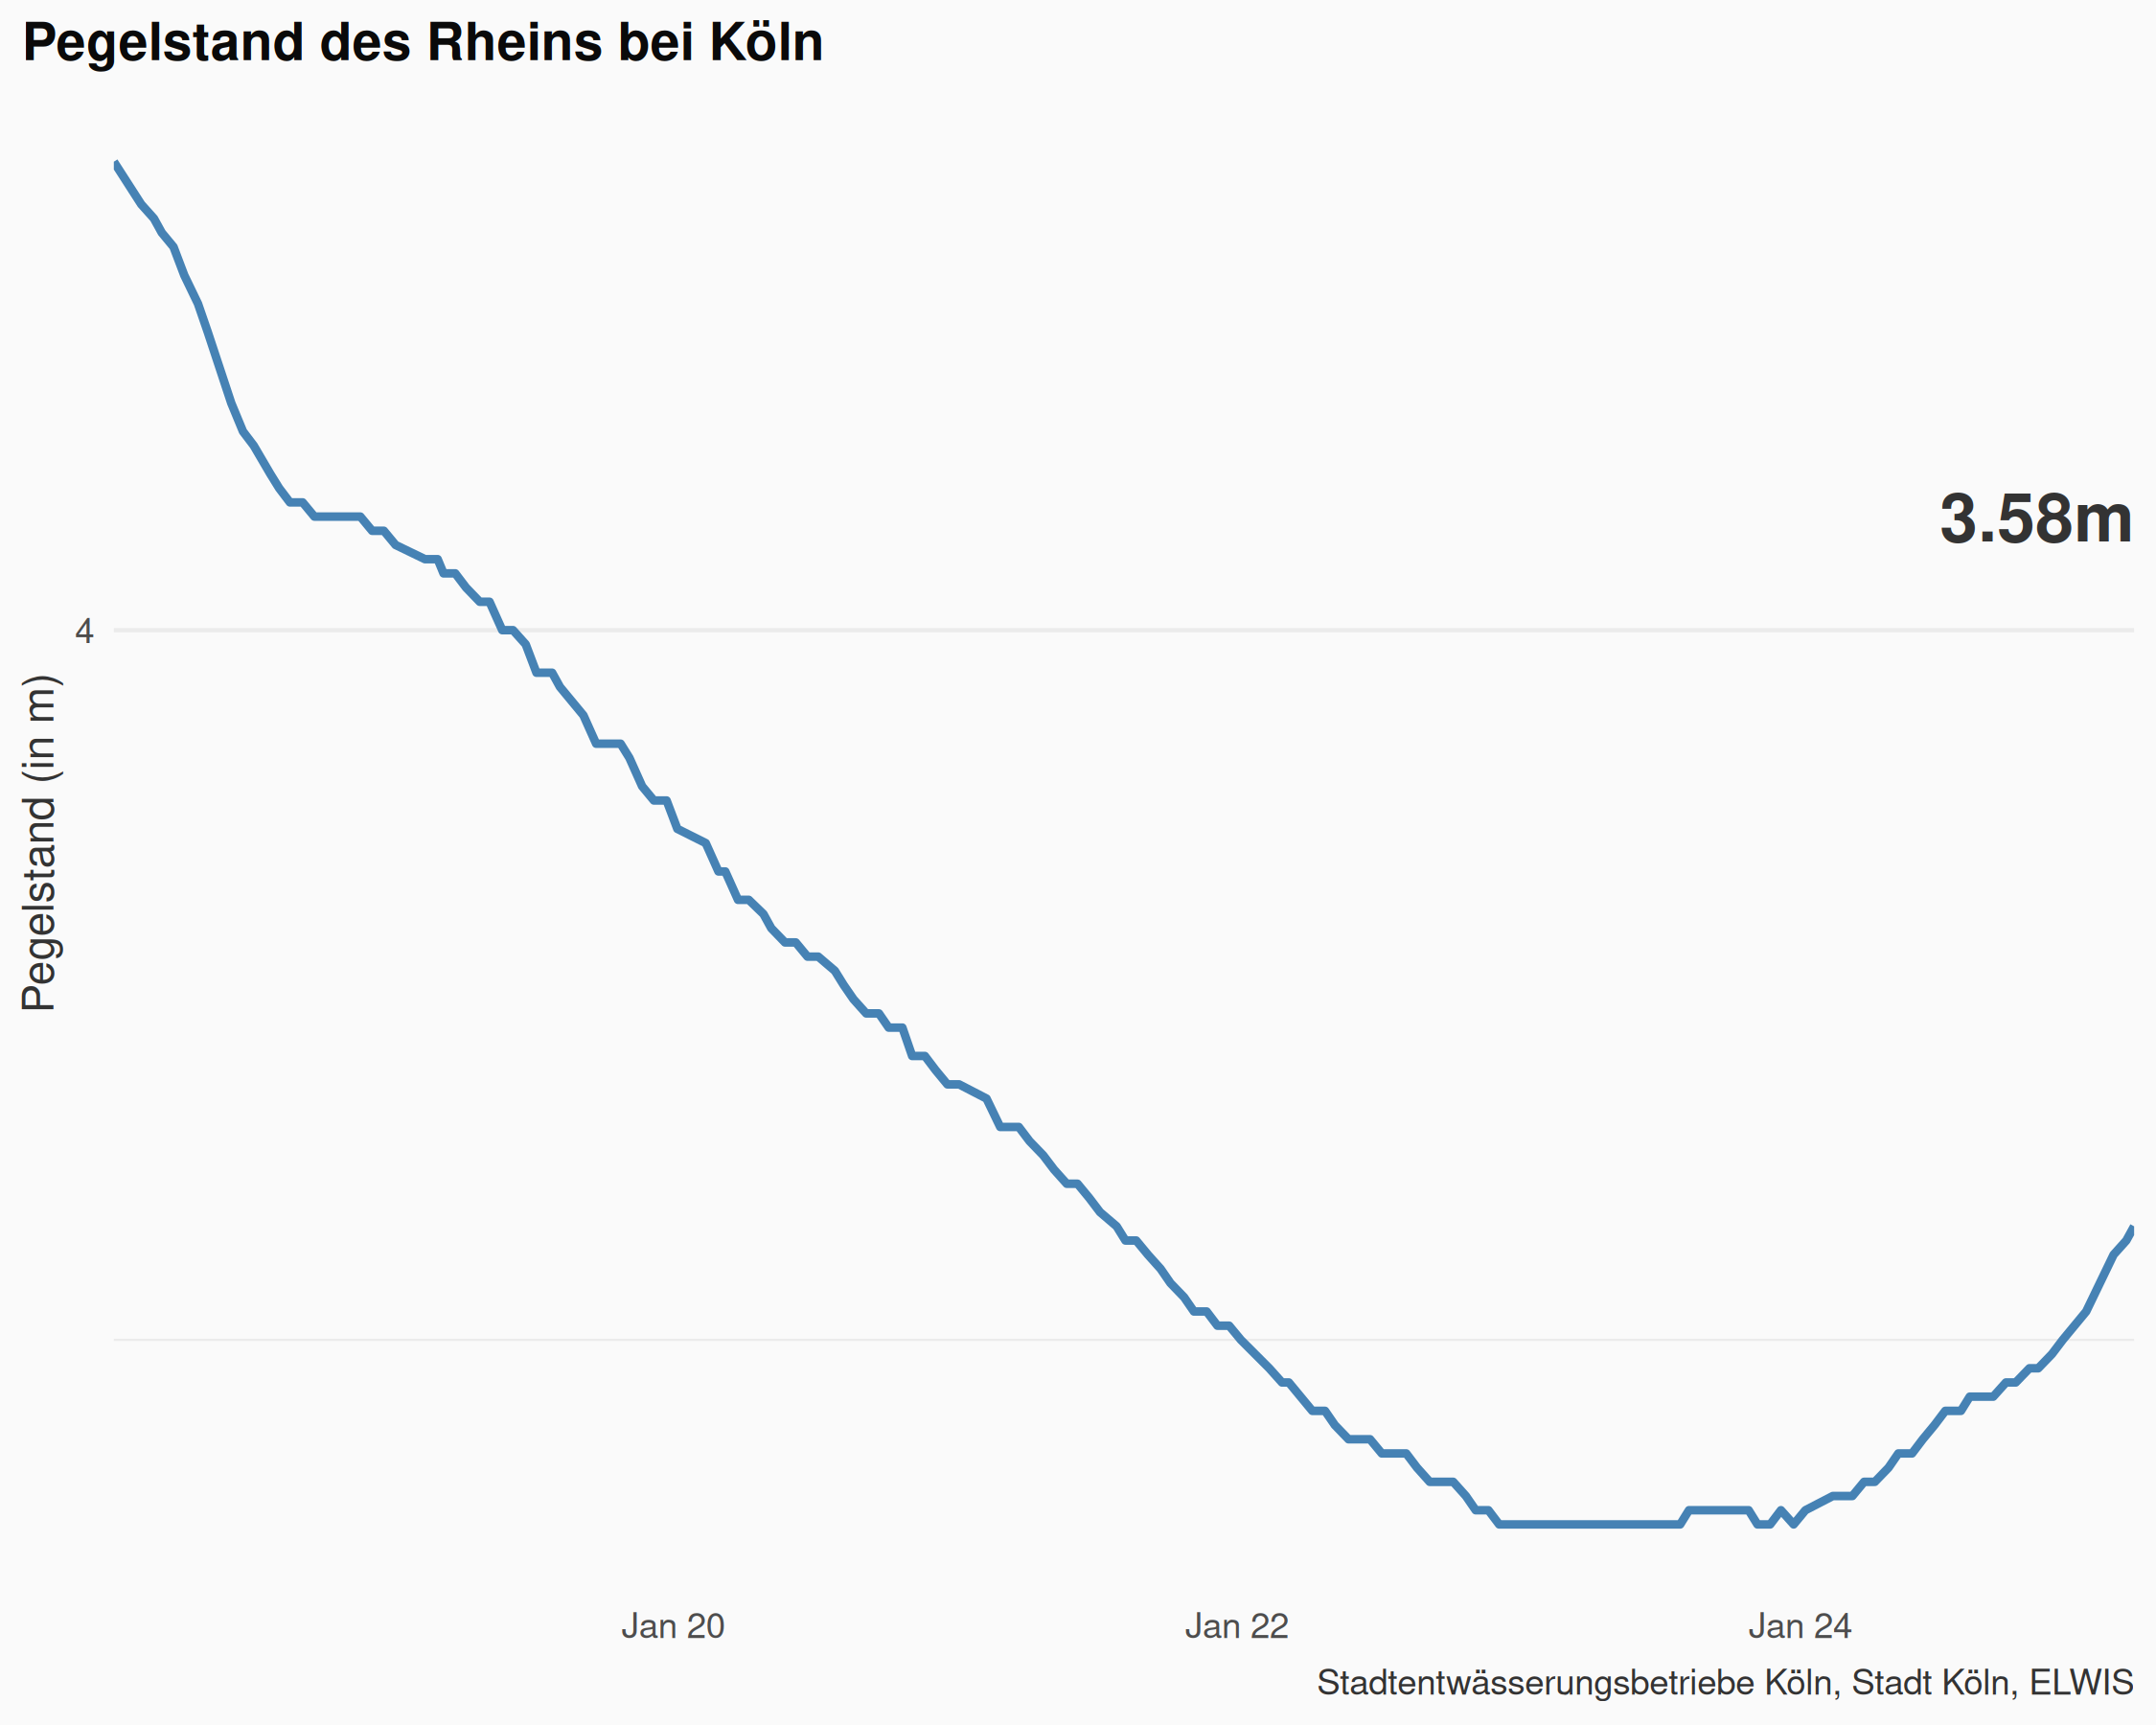 Pegelstand des Rheins bei Köln
3.58m
4
Pegelstand (in m)
Jan 20
Jan 22
Jan 24
Stadtentwässerungsbetriebe Köln, Stadt Köln, ELWIS